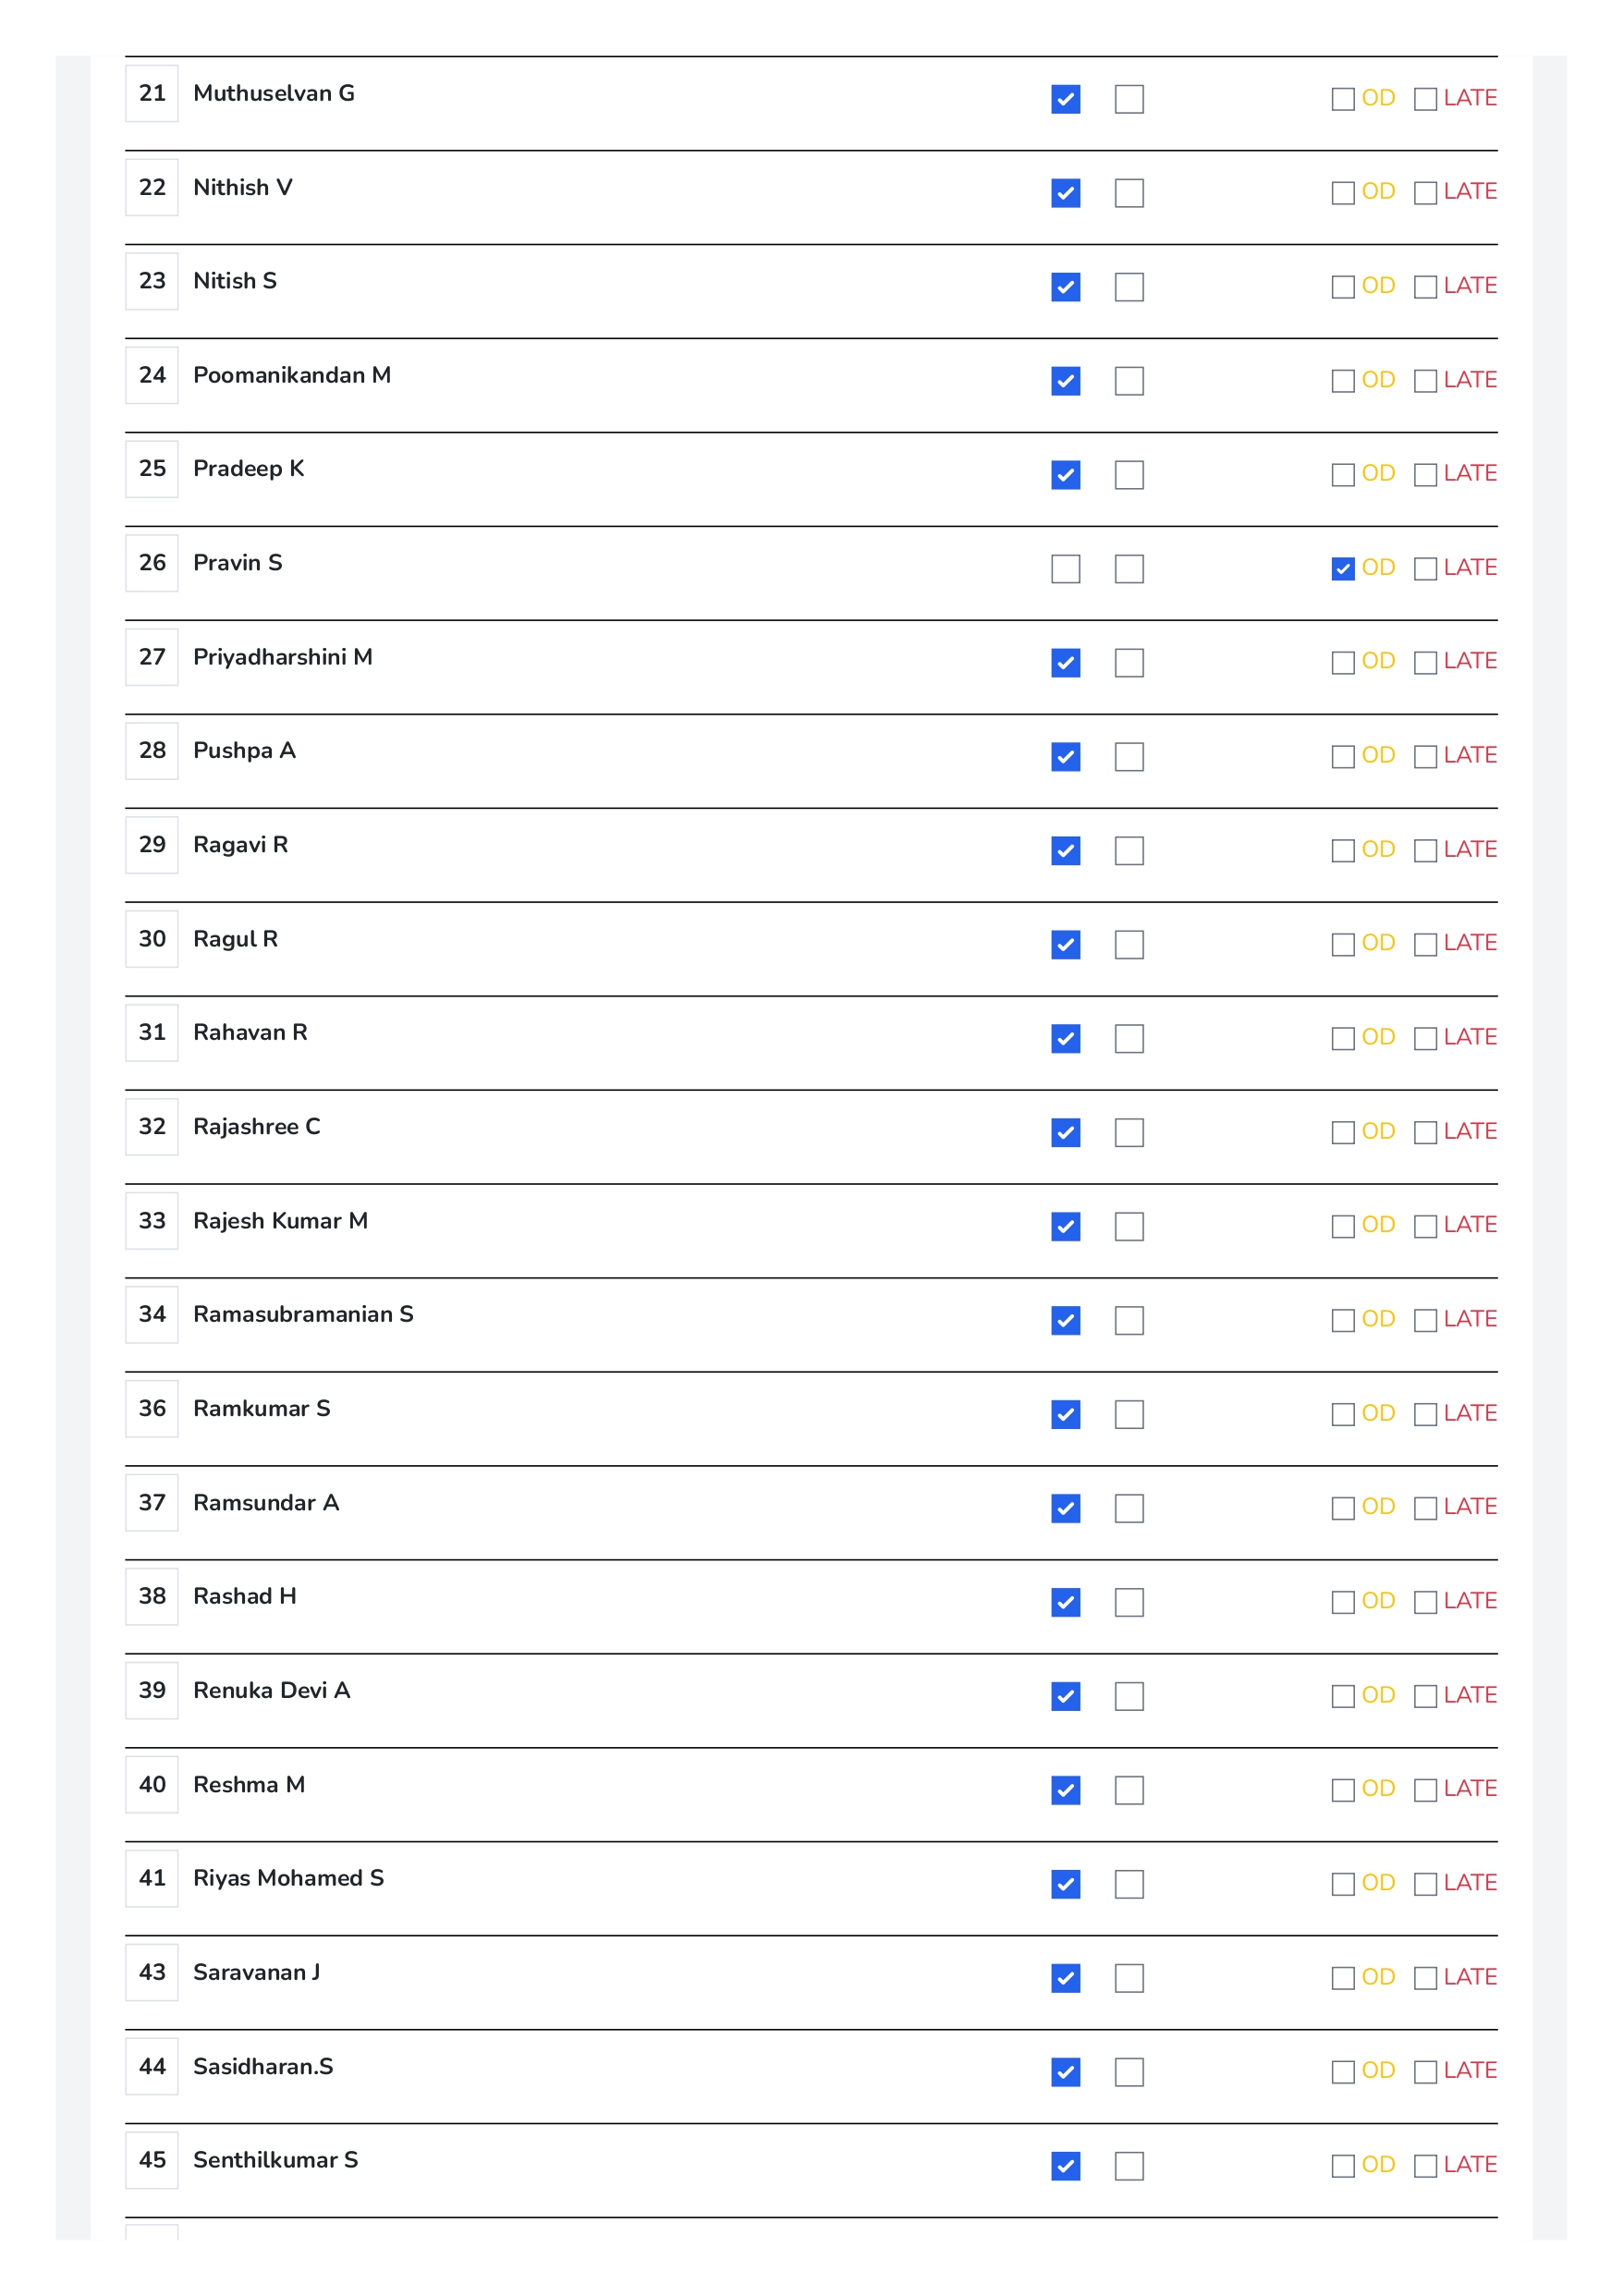 21 Muthuselvan G OD LATE
22 Nithish V OD LATE
23 Nitish S OD LATE
24 Poomanikandan M OD LATE
25 Pradeep K OD LATE
26 Pravin S OD LATE
27 Priyadharshini M OD LATE
28 Pushpa A OD LATE
29 Ragavi R OD LATE
30 Ragul R OD LATE
31 Rahavan R OD LATE
32 Rajashree C OD LATE
33 Rajesh Kumar M OD LATE
34 Ramasubramanian S OD LATE
36 Ramkumar S OD LATE
37 Ramsundar A OD LATE
38 Rashad H OD LATE
39 Renuka Devi A OD LATE
40 Reshma M OD LATE
41 Riyas Mohamed S OD LATE
43 Saravanan J OD LATE
44 Sasidharan.S OD LATE
45 Senthilkumar S OD LATE